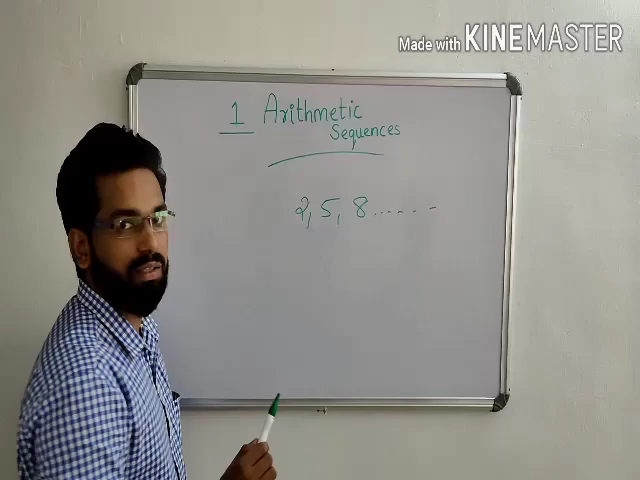 Made with KINEMASTER
1 Arithmetic
Sequences
2, 5, 8......